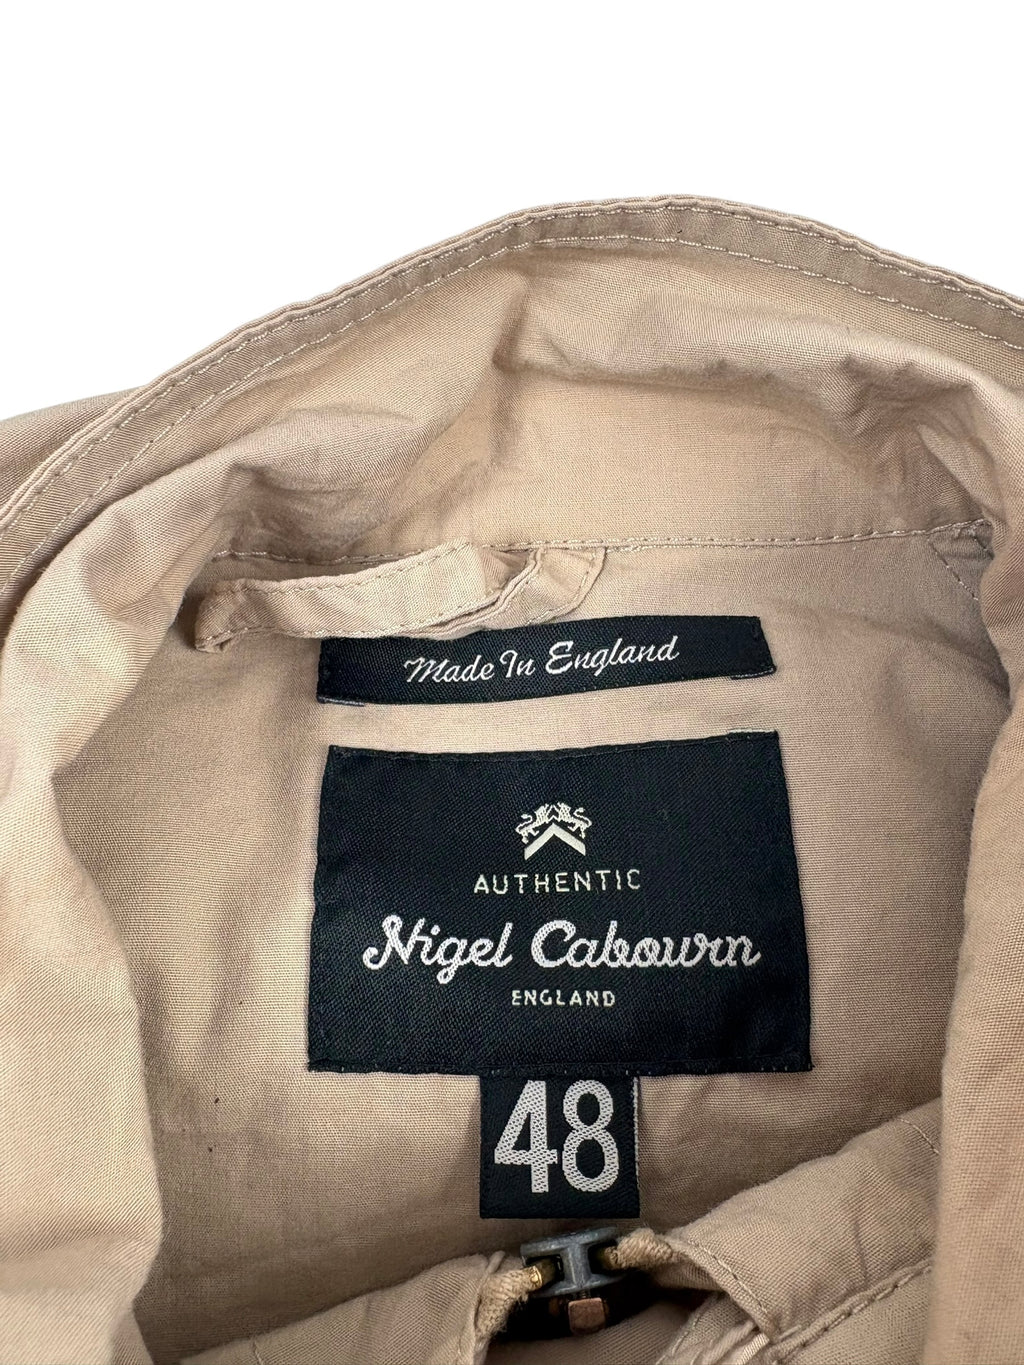 Made In England
AUTHENTIC
Nigel Cabourn
ENGLAND
48